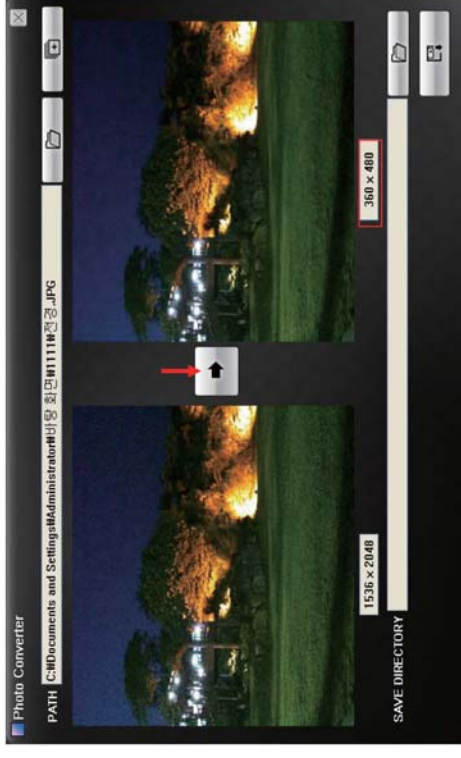 Photo Converter
PATH C:₩Documents and Settings₩Administrator₩바탕 화면₩1111₩전경.JPG
1536 x 2048
360 x 480
SAVE DIRECTORY